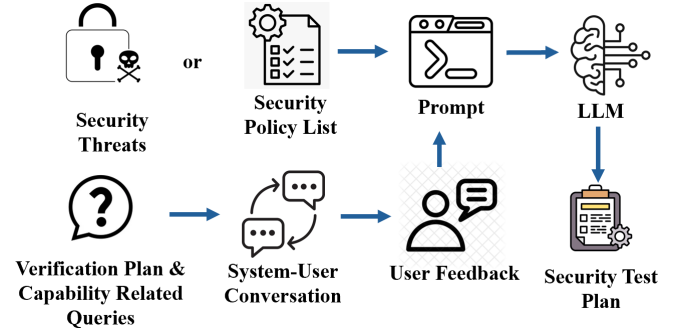 or
Security
Threats
Security
Policy List
Prompt
LLM
Verification Plan &
Capability Related
Queries
System-User
Conversation
User Feedback
Security Test
Plan